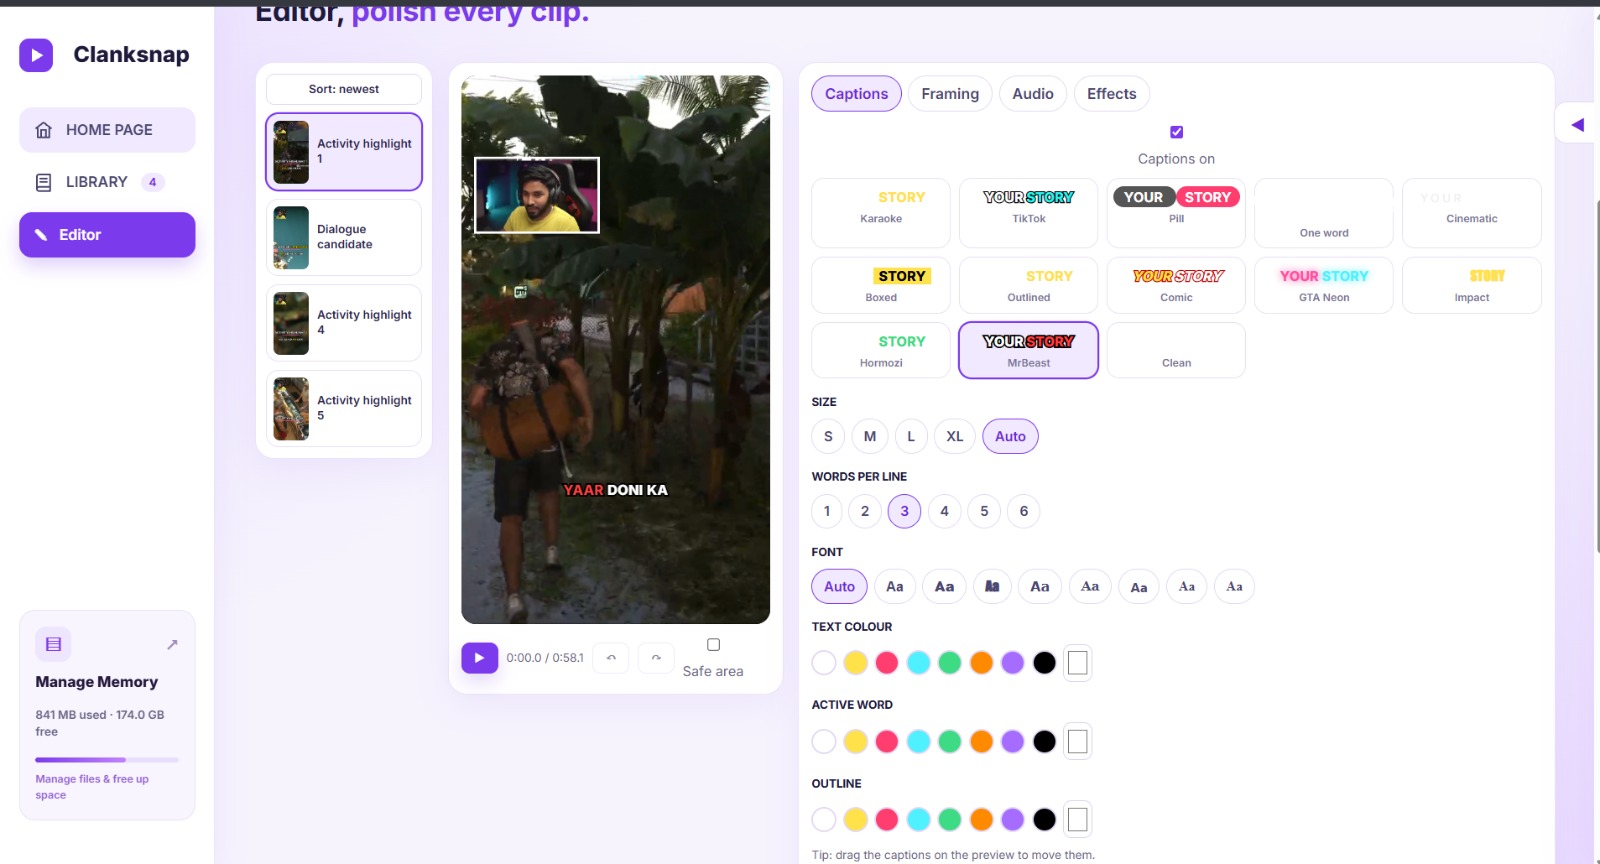 Editor, polish every clip.
Clanksnap
HOME PAGE
LIBRARY 4
Editor
Manage Memory
841 MB used · 174.0 GB
free
Manage files & free up
space
Sort: newest
Activity highlight
1
Dialogue
candidate
Activity highlight
4
Activity highlight
5
YAAR DONI KA
0:00.0 / 0:58.1
Safe area
Captions Framing Audio Effects
Captions on
STORY
Karaoke
YOUR STORY
TikTok
YOUR STORY
Pill
One word
YOUR
Cinematic
STORY
Boxed
STORY
Outlined
YOUR STORY
Comic
YOUR STORY
GTA Neon
STORY
Impact
STORY
Hormozi
YOUR STORY
MrBeast
Clean
SIZE
S M L XL Auto
WORDS PER LINE
1 2 3 4 5 6
FONT
Auto Aa Aa Aa Aa Aa Aa Aa Aa
TEXT COLOUR
ACTIVE WORD
OUTLINE
Tip: drag the captions on the preview to move them.